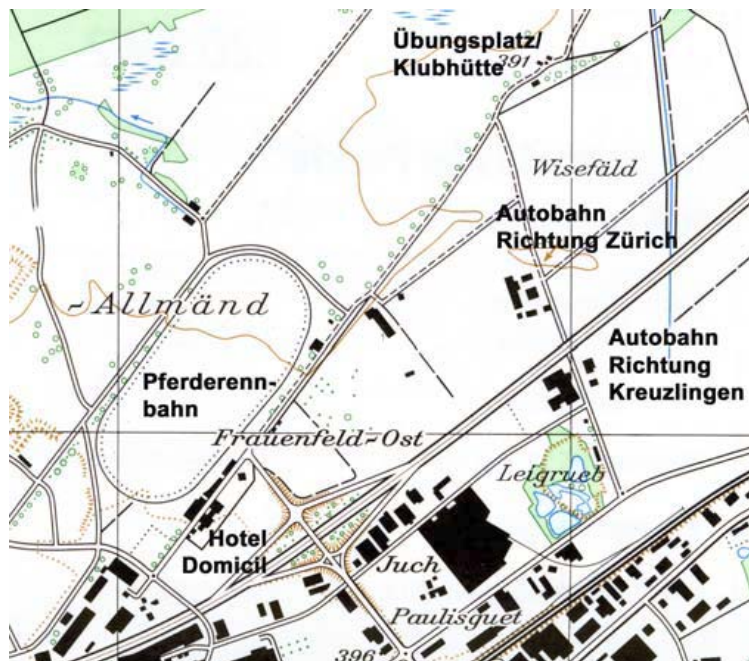 Übungsplatz/
391
Klubhütte
Wisefäld
Autobahn
Richtung Zürich
~Allmänd
Autobahn
Richtung
Kreuzlingen
Pferderenn-
bahn
Frauenfeld~Ost
Leigrueb
Hotel
Domicil
Juch
Paulisguet
396